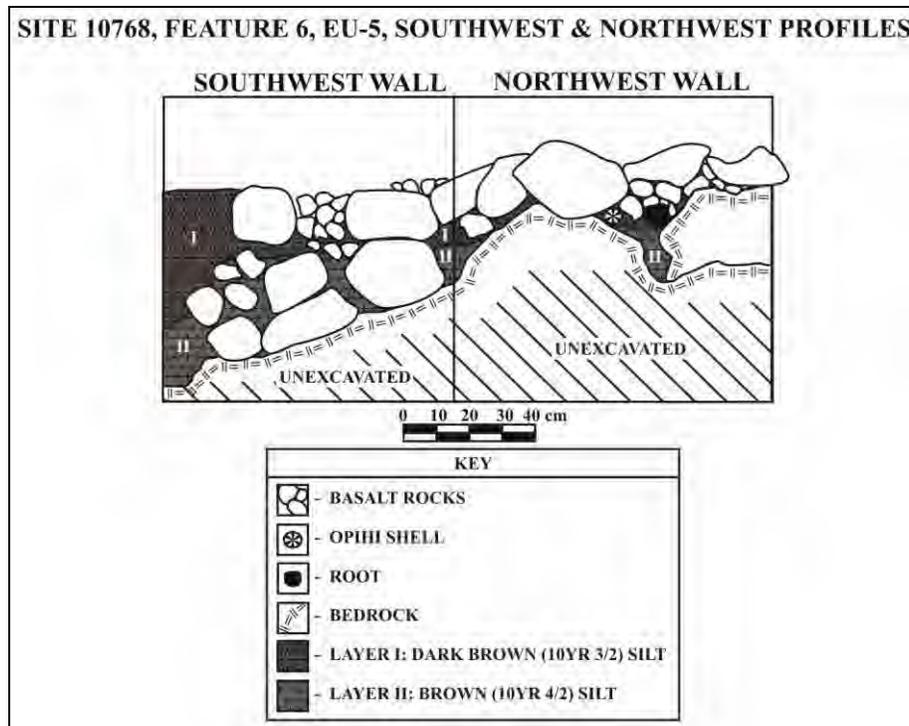 SITE 10768, FEATURE 6, EU-5, SOUTHWEST & NORTHWEST PROFILES
SOUTHWEST WALL NORTHWEST WALL
I
I
II
II
II
UNEXCAVATED
UNEXCAVATED
0 10 20 30 40 cm
KEY
- BASALT ROCKS
- OPIHI SHELL
- ROOT
- BEDROCK
- LAYER I: DARK BROWN (10YR 3/2) SILT
- LAYER II: BROWN (10YR 4/2) SILT